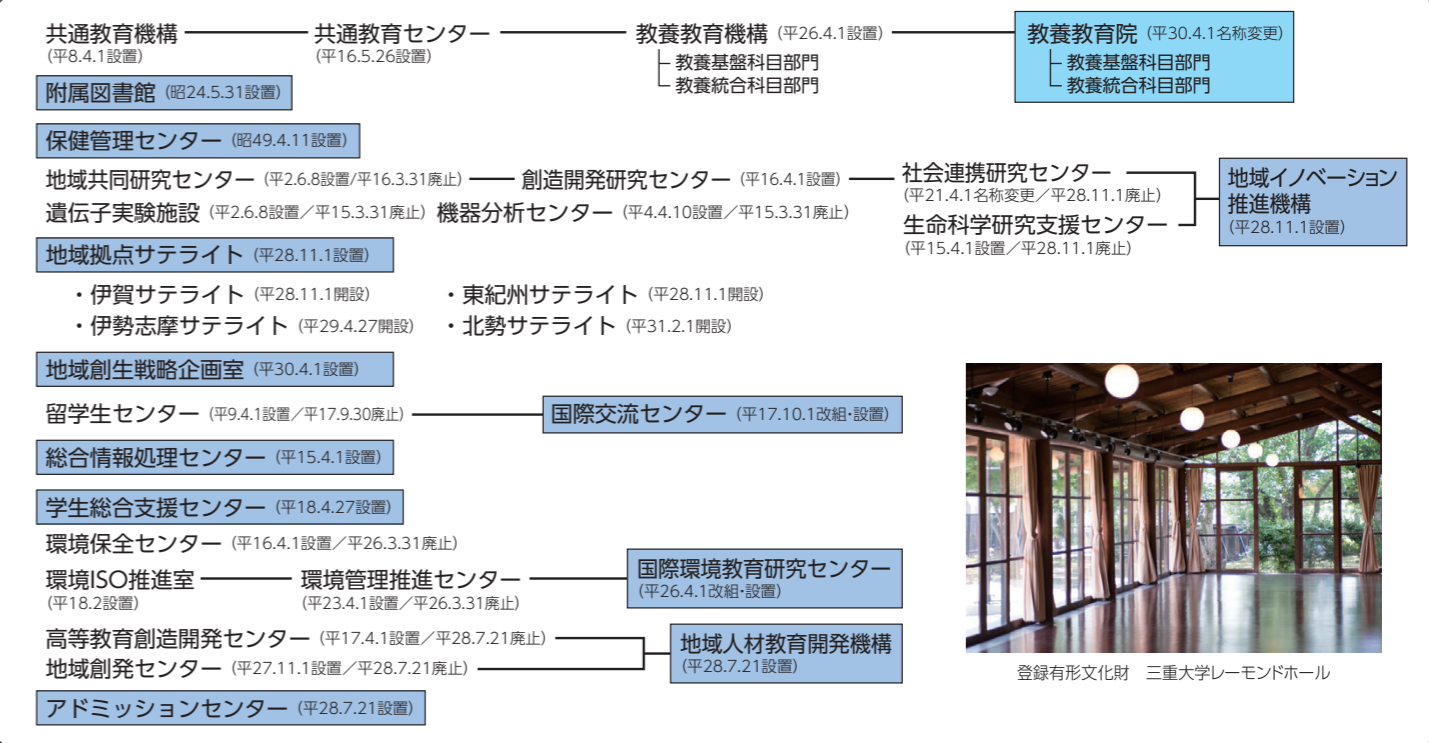 共通教育機構 共通教育センター 教養教育機構（平26.4.1設置） 教養教育院（平30.4.1名称変更）
（平8.4.1設置） （平16.5.26設置） 教養基盤科目部門 教養基盤科目部門
教養統合科目部門 教養統合科目部門
附属図書館（昭24.5.31設置）
保健管理センター（昭49.4.11設置）
地域共同研究センター（平2.6.8設置/平16.3.31廃止） 創造開発研究センター（平16.4.1設置） 社会連携研究センター
（平21.4.1名称変更／平28.11.1廃止）
遺伝子実験施設（平2.6.8設置／平15.3.31廃止） 機器分析センター（平4.4.10設置／平15.3.31廃止） 生命科学研究支援センター
（平15.4.1設置／平28.11.1廃止）
地域イノベーション
推進機構
（平28.11.1設置）
地域拠点サテライト（平28.11.1設置）
・伊賀サテライト（平28.11.1開設） ・東紀州サテライト（平28.11.1開設）
・伊勢志摩サテライト（平29.4.27開設） ・北勢サテライト（平31.2.1開設）
地域創生戦略企画室（平30.4.1設置）
留学生センター（平9.4.1設置／平17.9.30廃止） 国際交流センター（平17.10.1改組・設置）
総合情報処理センター（平15.4.1設置）
学生総合支援センター（平18.4.27設置）
環境保全センター（平16.4.1設置／平26.3.31廃止）
環境ISO推進室 環境管理推進センター 国際環境教育研究センター
（平18.2設置） （平23.4.1設置／平26.3.31廃止） （平26.4.1改組・設置）
高等教育創造開発センター（平17.4.1設置／平28.7.21廃止） 地域人材教育開発機構
地域創発センター（平27.11.1設置／平28.7.21廃止） （平28.7.21設置）
アドミッションセンター（平28.7.21設置）
登録有形文化財　三重大学レーモンドホール